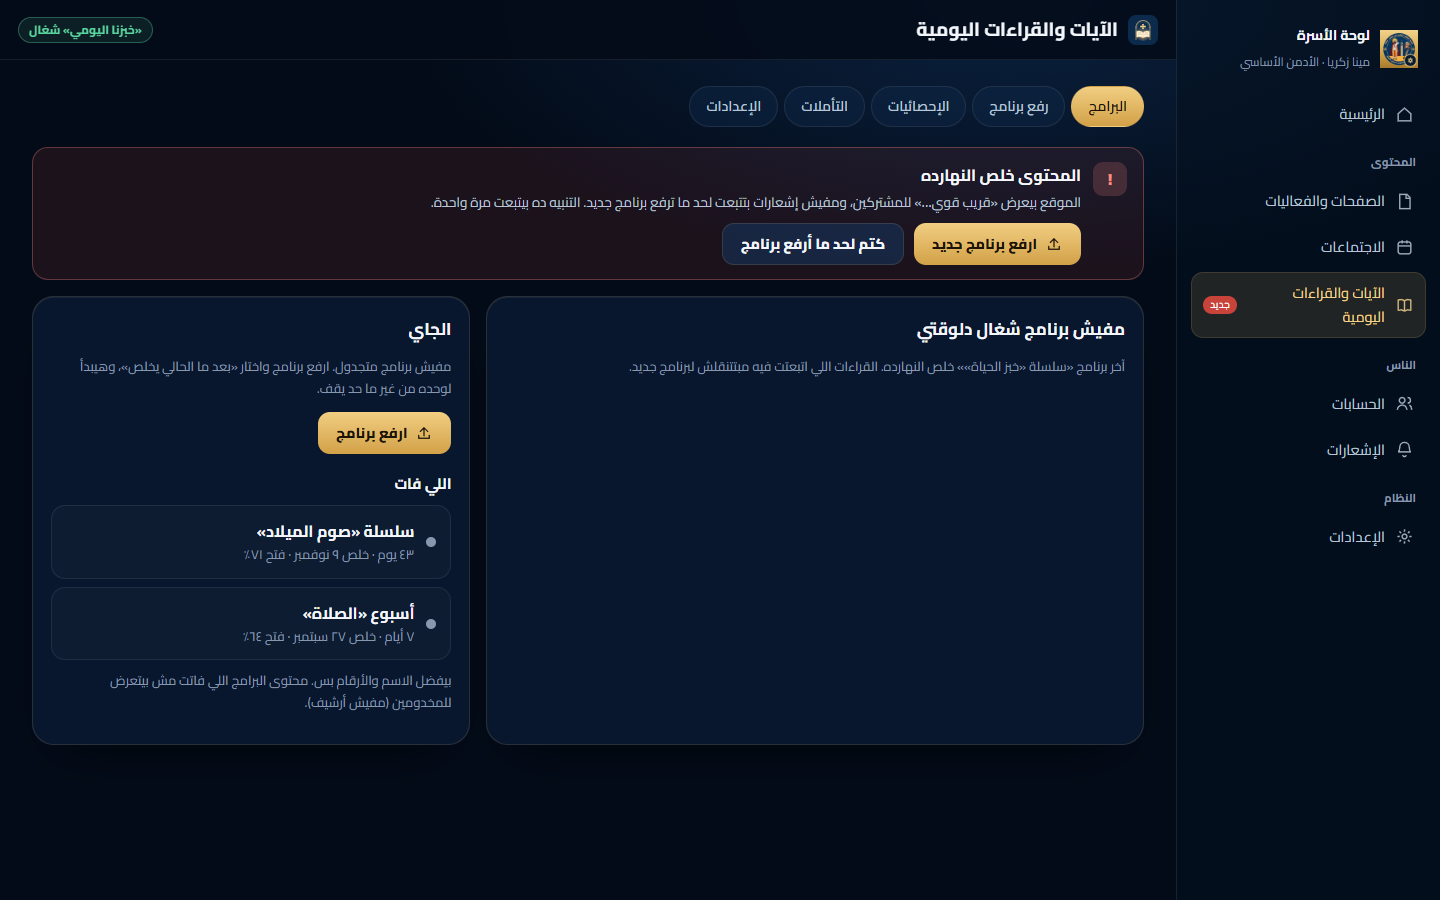 لوحة الأسرة
مينا زكريا · الأدمن الأساسي
الرئيسية
المحتوى
الصفحات والفعاليات
الاجتماعات
الآيات والقراءات
اليومية
جديد
الناس
الحسابات
الإشعارات
النظام
الإعدادات
الآيات والقراءات اليومية
«خبزنا اليومي» شغال
البرامج
رفع برنامج
الإحصائيات
التأملات
الإعدادات
!
المحتوى خلص النهارده
الموقع بيعرض «قريب قوي...» للمشتركين، ومفيش إشعارات بتتبعت لحد ما ترفع برنامج جديد. التنبيه ده بيتبعت مرة واحدة.
ارفع برنامج جديد
كتم لحد ما أرفع برنامج
مفيش برنامج شغال دلوقتي
آخر برنامج «سلسلة «خبز الحياة»» خلص النهارده. القراءات اللي اتبعتت فيه مبتتنقلش لبرنامج جديد.
الجاي
مفيش برنامج متجدول. ارفع برنامج واختار «بعد ما الحالي يخلص»، وهيبدأ
لوحده من غير ما حد يقف.
ارفع برنامج
اللي فات
سلسلة «صوم الميلاد»
٤٣ يوم · خلص ٩ نوفمبر · فتح ٧١٪
أسبوع «الصلاة»
٧ أيام · خلص ٢٧ سبتمبر · فتح ٦٤٪
بيفضل الاسم والأرقام بس. محتوى البرامج اللي فاتت مش بيتعرض
للمخدومين (مفيش أرشيف).